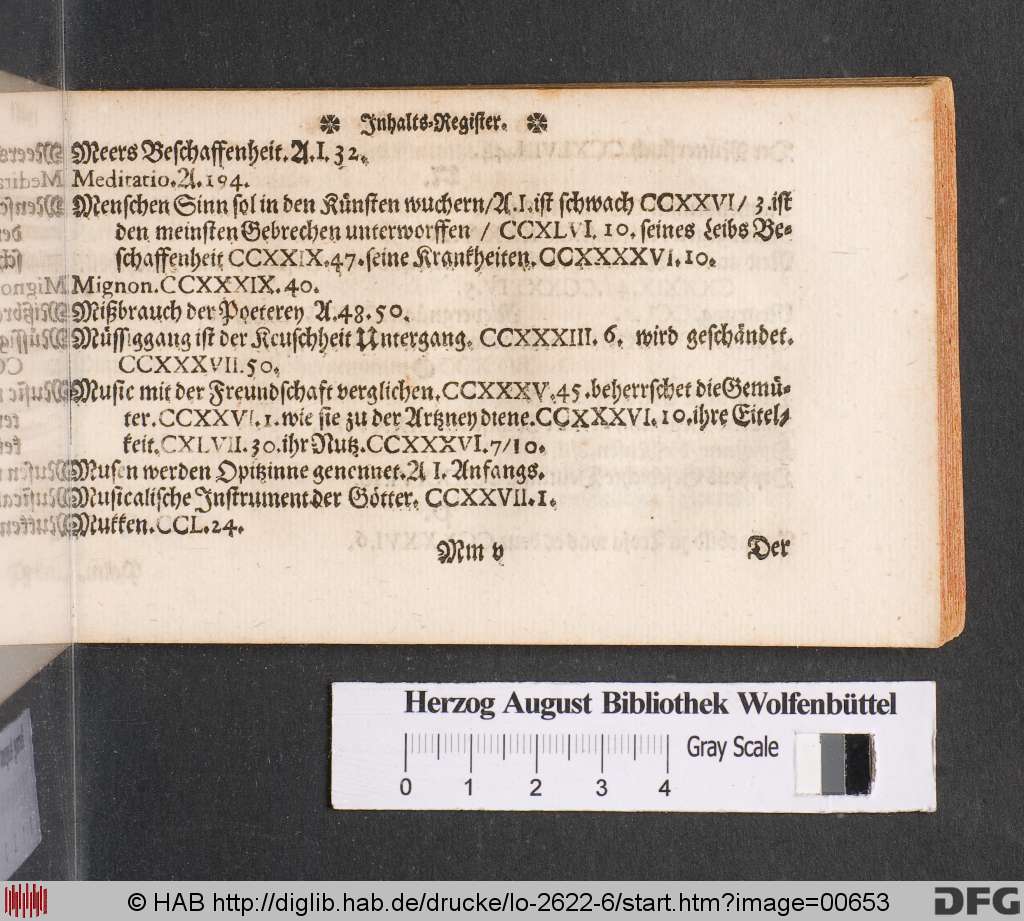 Inhalts-Register.
Meers Beschaffenheit. A. I. 32.
Meditatio. A. 194.
Menschen Sinn sol in den Künsten wuchern/ A. I. ist schwach CCXXVI/ 3. ist
den meinsten Gebrechen unterworffen / CCXLVI. 10. seines Leibs Be-
schaffenheit CCXXIX. 47. seine Krankheiten. CCXXXXVI. 10.
Mignon. CCXXXIX. 40.
Mißbrauch der Poeterey A. 48. 50.
Müssiggang ist der Keuschheit Untergang. CCXXXIII. 6. wird geschändet.
CCXXXVII. 50.
Music mit der Freundschaft verglichen. CCXXXV. 45. beherrschet die Gemü-
ter. CCXXVI. 1. wie sie zu der Artzney diene. CCXXXVI. 10. ihre Eitel-
keit. CXLVII. 30. ihr Nutz. CCXXXVI. 7/10.
Musen werden Opitzinne genennet. A I. Anfangs.
Musicalische Instrument der Götter. CCXXVII. 1.
Mukken. CCL. 24.
Mm v Der
Herzog August Bibliothek Wolfenbüttel
Gray Scale
0 1 2 3 4
© HAB http://diglib.hab.de/drucke/lo-2622-6/start.htm?image=00653
DFG